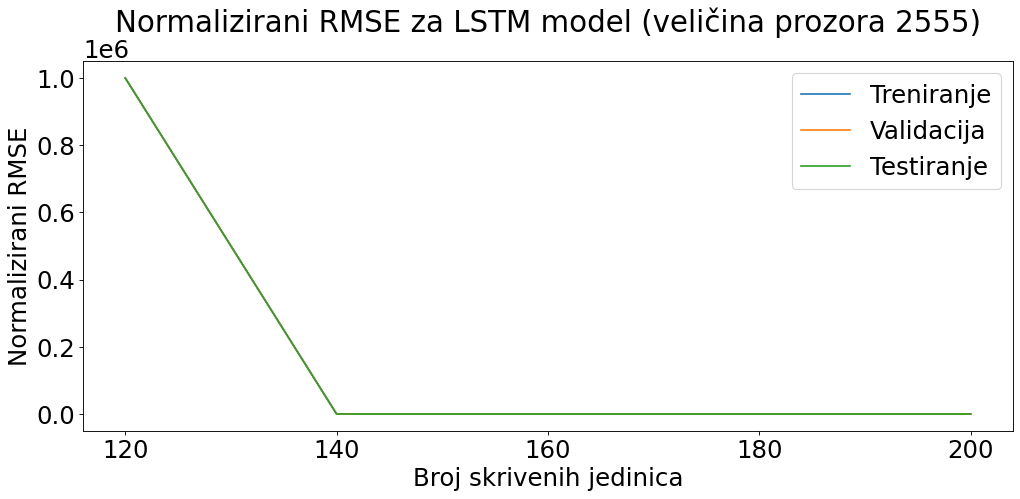 Normalizirani RMSE za LSTM model (veličina prozora 2555)
1e6
1.0
0.8
0.6
0.4
0.2
0.0
Normalizirani RMSE
Treniranje
Validacija
Testiranje
120 140 160 180 200
Broj skrivenih jedinica